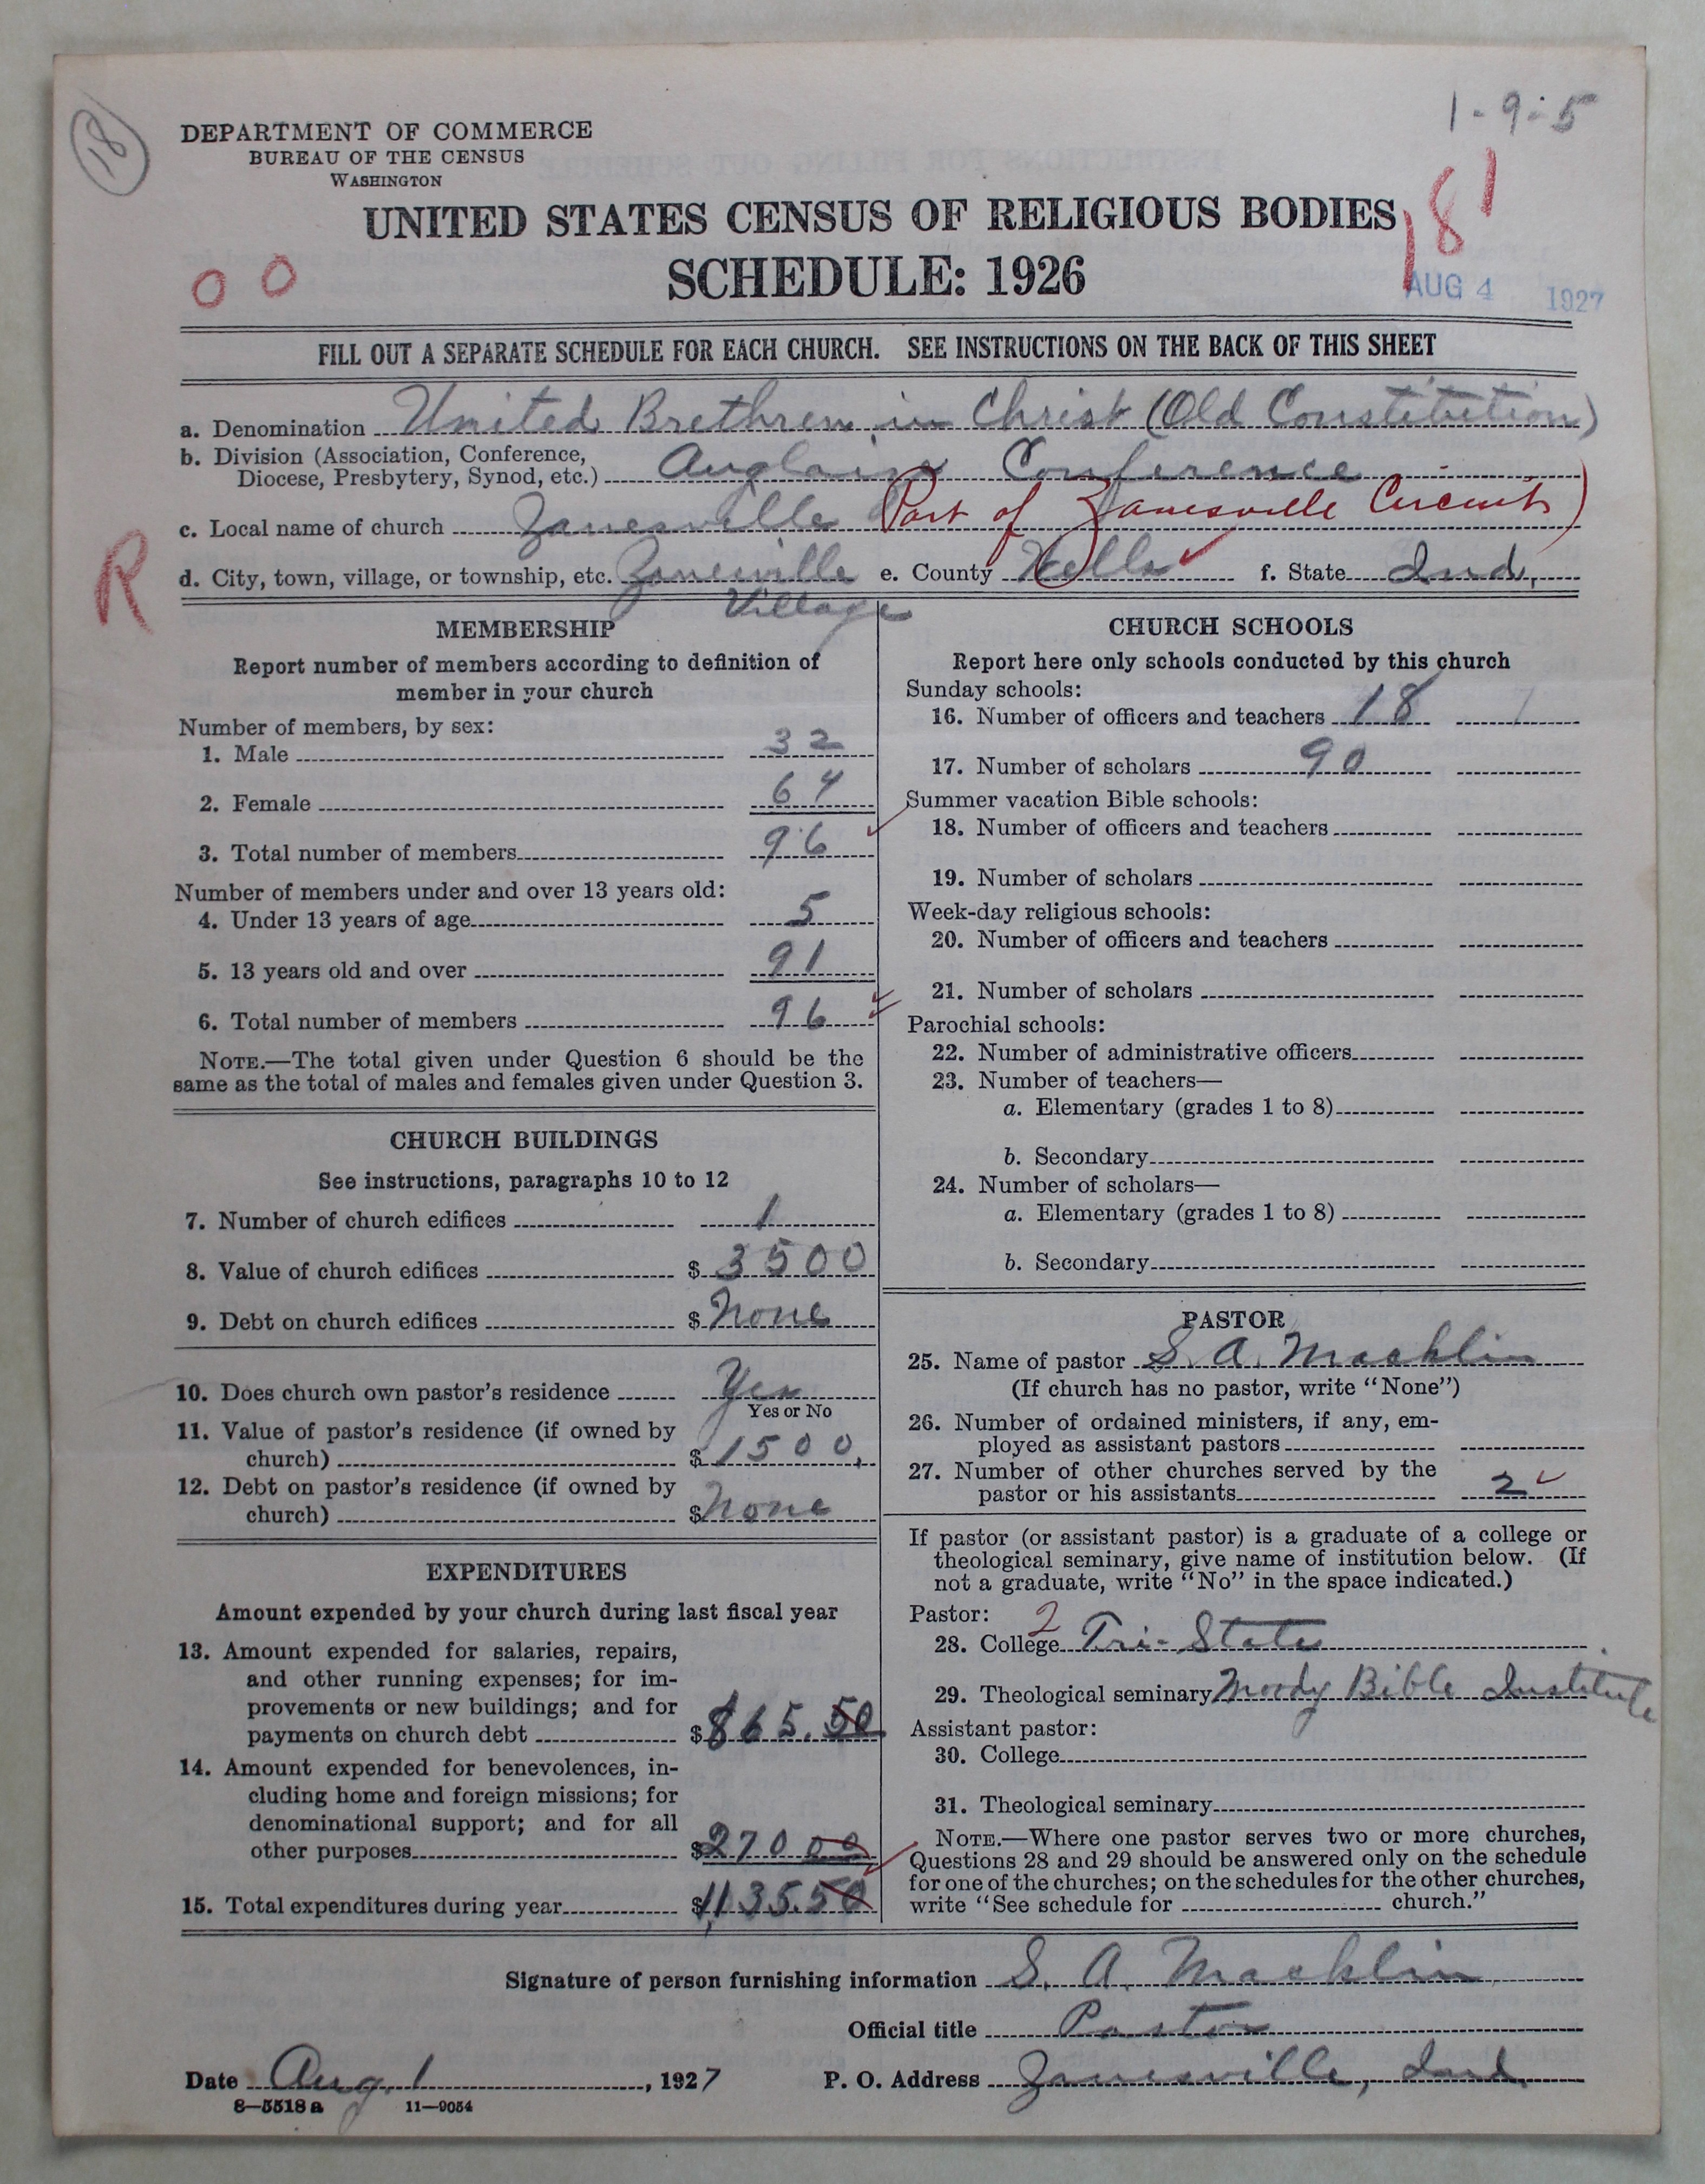 18
1-9-5
DEPARTMENT OF COMMERCE
BUREAU OF THE CENSUS
WASHINGTON
UNITED STATES CENSUS OF RELIGIOUS BODIES
181
SCHEDULE: 1926
0 0
AUG 4 1927
FILL OUT A SEPARATE SCHEDULE FOR EACH CHURCH. SEE INSTRUCTIONS ON THE BACK OF THIS SHEET
a. Denomination United Brethren in Christ (Old Constitution)
b. Division (Association, Conference,
Diocese, Presbytery, Synod, etc.) Auglaize Conference
c. Local name of church Zanesville (Part of Zanesville Circuit)
R
d. City, town, village, or township, etc. Zanesville e. County Wells f. State Ind.
Village
MEMBERSHIP
Report number of members according to definition of
member in your church
Number of members, by sex:
1. Male 32
2. Female 64
3. Total number of members 96
Number of members under and over 13 years old:
4. Under 13 years of age 5
5. 13 years old and over 91
6. Total number of members 96
NOTE.—The total given under Question 6 should be the
same as the total of males and females given under Question 3.
CHURCH BUILDINGS
See instructions, paragraphs 10 to 12
7. Number of church edifices 1
8. Value of church edifices $ 3500
9. Debt on church edifices $ None
10. Does church own pastor's residence Yes
Yes or No
11. Value of pastor's residence (if owned by
church) $ 1500.
12. Debt on pastor's residence (if owned by
church) $ None
EXPENDITURES
Amount expended by your church during last fiscal year
13. Amount expended for salaries, repairs,
and other running expenses; for im-
provements or new buildings; and for
payments on church debt $ 865.50
14. Amount expended for benevolences, in-
cluding home and foreign missions; for
denominational support; and for all
other purposes $ 270 00
15. Total expenditures during year $ 1,135.50
CHURCH SCHOOLS
Report here only schools conducted by this church
Sunday schools:
16. Number of officers and teachers 18
17. Number of scholars 90
Summer vacation Bible schools:
18. Number of officers and teachers
19. Number of scholars
Week-day religious schools:
20. Number of officers and teachers
21. Number of scholars
Parochial schools:
22. Number of administrative officers
23. Number of teachers—
a. Elementary (grades 1 to 8)
b. Secondary
24. Number of scholars—
a. Elementary (grades 1 to 8)
b. Secondary
PASTOR
25. Name of pastor S. A. Macklin
(If church has no pastor, write "None")
26. Number of ordained ministers, if any, em-
ployed as assistant pastors
27. Number of other churches served by the
pastor or his assistants 2
If pastor (or assistant pastor) is a graduate of a college or
theological seminary, give name of institution below. (If
not a graduate, write "No" in the space indicated.)
Pastor: 2
28. College Tri-State
29. Theological seminary Moody Bible Institute
Assistant pastor:
30. College
31. Theological seminary
NOTE.—Where one pastor serves two or more churches,
Questions 28 and 29 should be answered only on the schedule
for one of the churches; on the schedules for the other churches,
write "See schedule for church."
Signature of person furnishing information S. A. Macklin
Official title Pastor
Date Aug. 1, 1927 P. O. Address Zanesville, Ind.
8—5518 a 11—9054